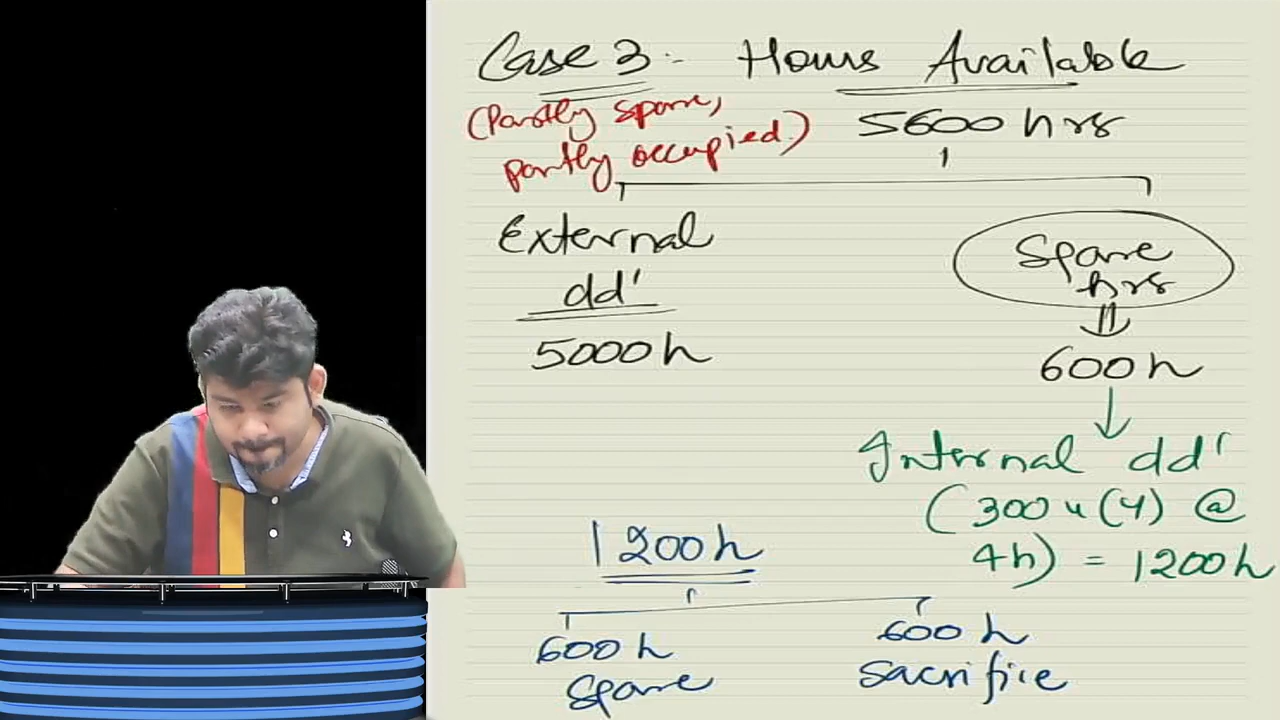 Case 3:- Hours Available
(Partly spare,
partly occupied.)
5600 hrs
External
dd'
5000 h
Spare
hrs
600 h
Internal dd'
(300 u (Y) @
4h) = 1200 h
1200 h
600 h
Spare
600 h
sacrifice